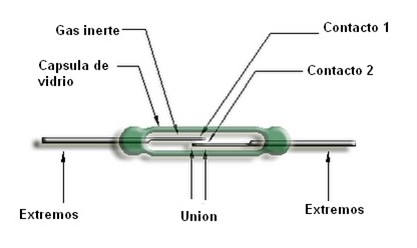 Gas inerte
Contacto 1
Capsula de
vidrio
Contacto 2
Extremos
Union
Extremos